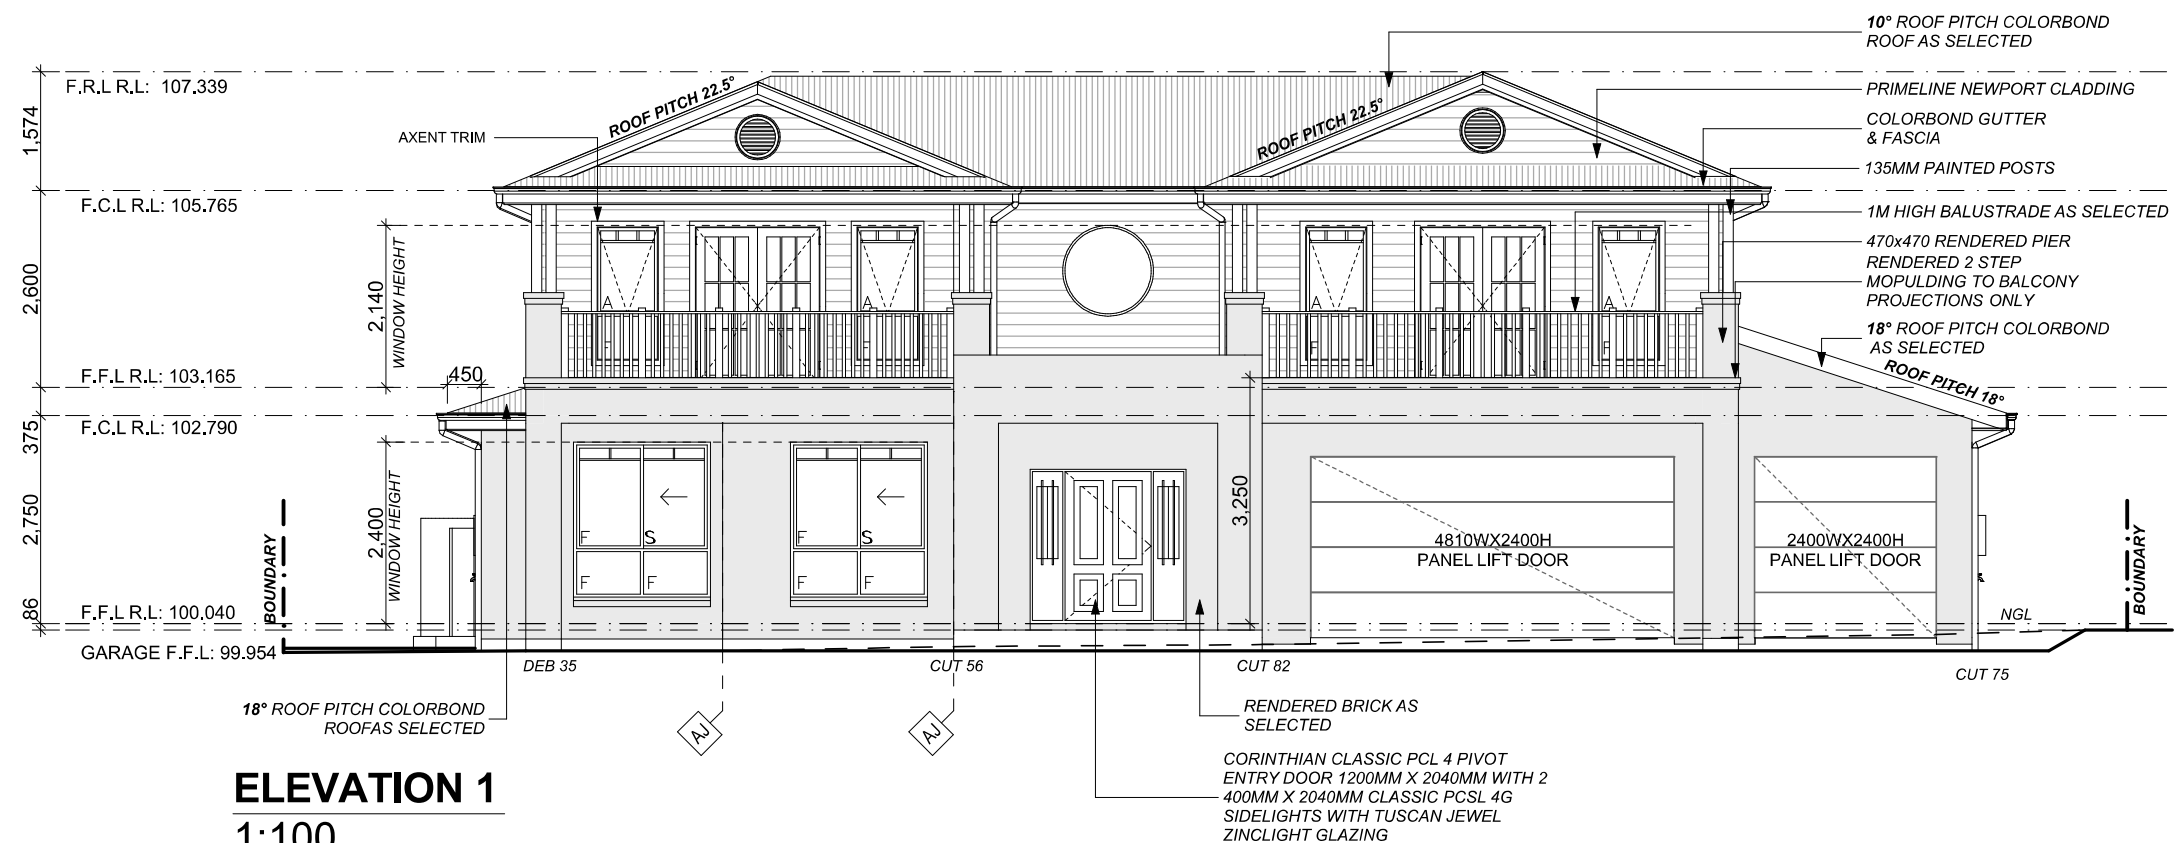 10° ROOF PITCH COLORBOND
ROOF AS SELECTED
F.R.L R.L: 107.339
ROOF PITCH 22.5°
ROOF PITCH 22.5°
PRIMELINE NEWPORT CLADDING
COLORBOND GUTTER
& FASCIA
1,574
AXENT TRIM
135MM PAINTED POSTS
F.C.L R.L: 105.765
1M HIGH BALUSTRADE AS SELECTED
470x470 RENDERED PIER
RENDERED 2 STEP
MOPULDING TO BALCONY
PROJECTIONS ONLY
2,600
2,140
WINDOW HEIGHT
A
A
A
A
F
F
F
F
18° ROOF PITCH COLORBOND
AS SELECTED
F.F.L R.L: 103.165
450
ROOF PITCH 18°
375
F.C.L R.L: 102.790
2,750
2,400
WINDOW HEIGHT
3,250
F S
F S
F F
F F
4810WX2400H
PANEL LIFT DOOR
2400WX2400H
PANEL LIFT DOOR
BOUNDARY
BOUNDARY
86
F.F.L R.L: 100.040
NGL
GARAGE F.F.L: 99.954
DEB 35
CUT 56
CUT 82
CUT 75
18° ROOF PITCH COLORBOND
ROOFAS SELECTED
AJ
AJ
RENDERED BRICK AS
SELECTED
CORINTHIAN CLASSIC PCL 4 PIVOT
ENTRY DOOR 1200MM X 2040MM WITH 2
400MM X 2040MM CLASSIC PCSL 4G
SIDELIGHTS WITH TUSCAN JEWEL
ZINCLIGHT GLAZING
ELEVATION 1
1:100